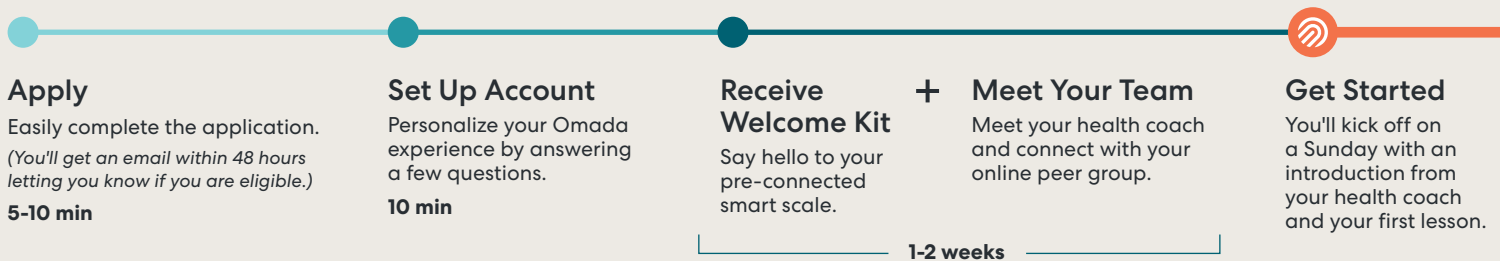 Apply
Easily complete the application.
(You'll get an email within 48 hours
letting you know if you are eligible.)
5-10 min
Set Up Account
Personalize your Omada
experience by answering
a few questions.
10 min
Receive
Welcome Kit
Say hello to your
pre-connected
smart scale.
+
Meet Your Team
Meet your health coach
and connect with your
online peer group.
1-2 weeks
Get Started
You'll kick off on
a Sunday with an
introduction from
your health coach
and your first lesson.